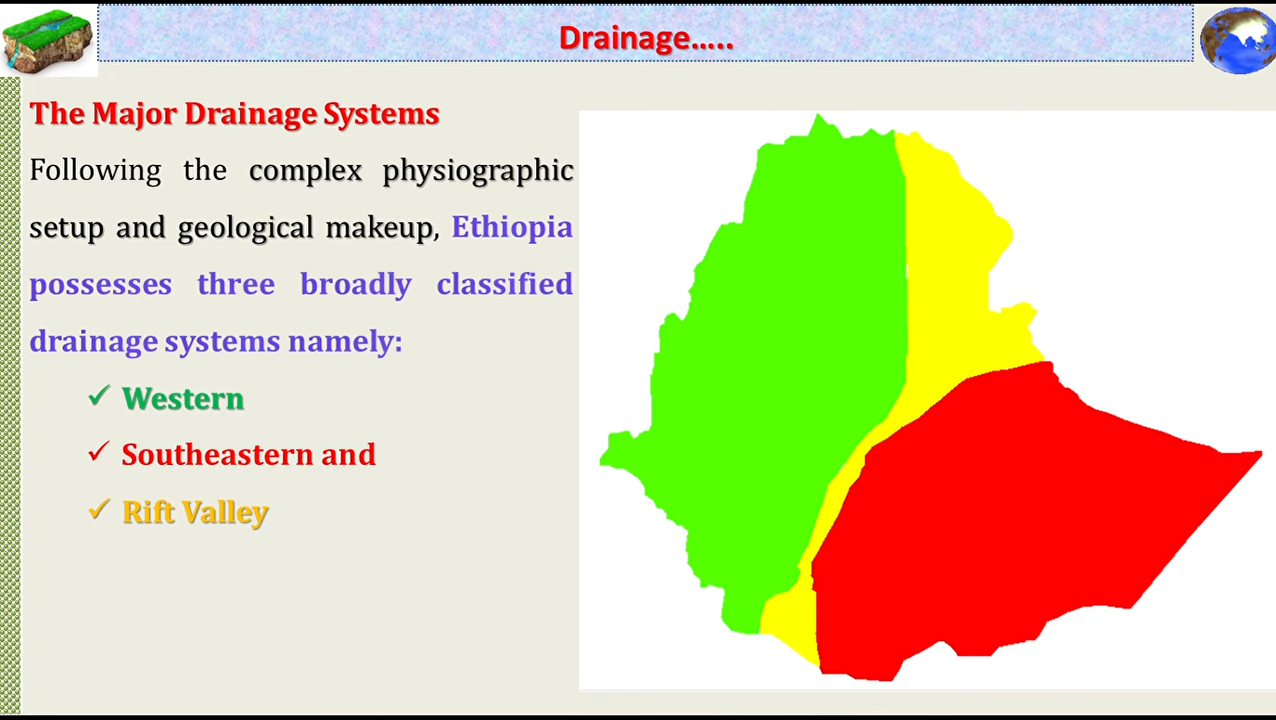 Drainage.....
The Major Drainage Systems
Following the complex physiographic
setup and geological makeup, Ethiopia
possesses three broadly classified
drainage systems namely:
✓ Western
✓ Southeastern and
✓ Rift Valley